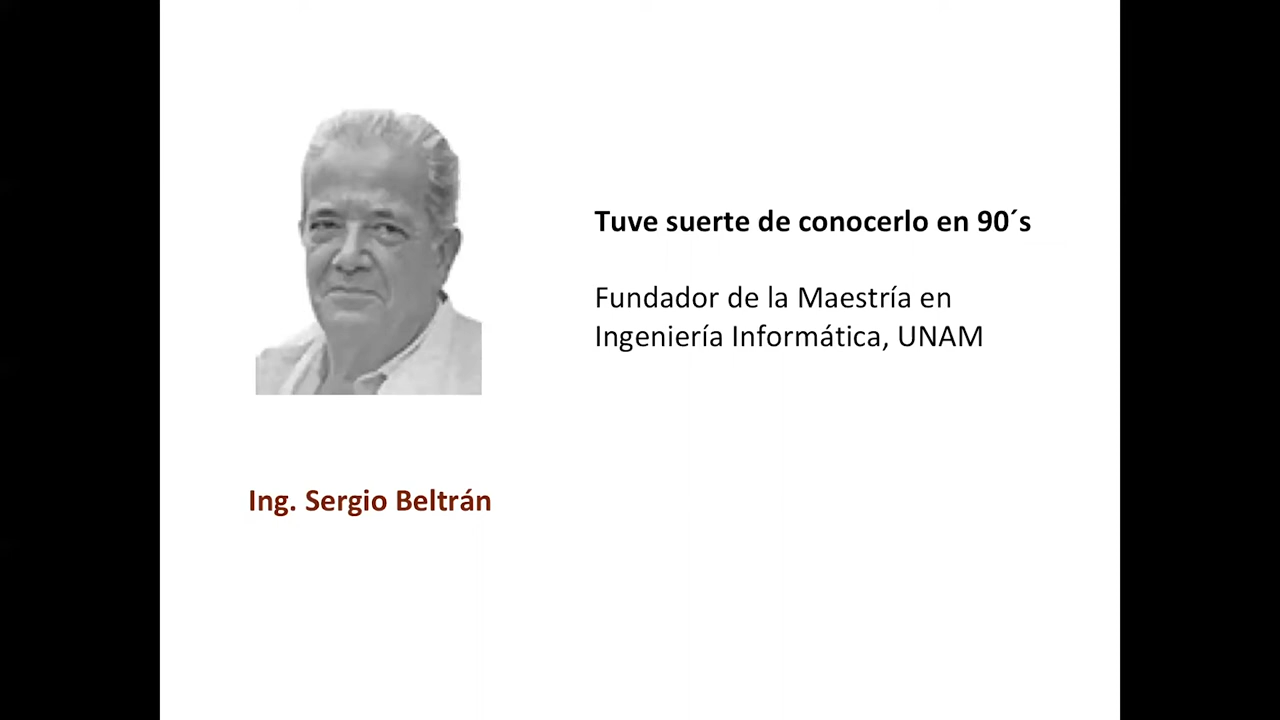 Tuve suerte de conocerlo en 90´s
Fundador de la Maestría en
Ingeniería Informática, UNAM
Ing. Sergio Beltrán